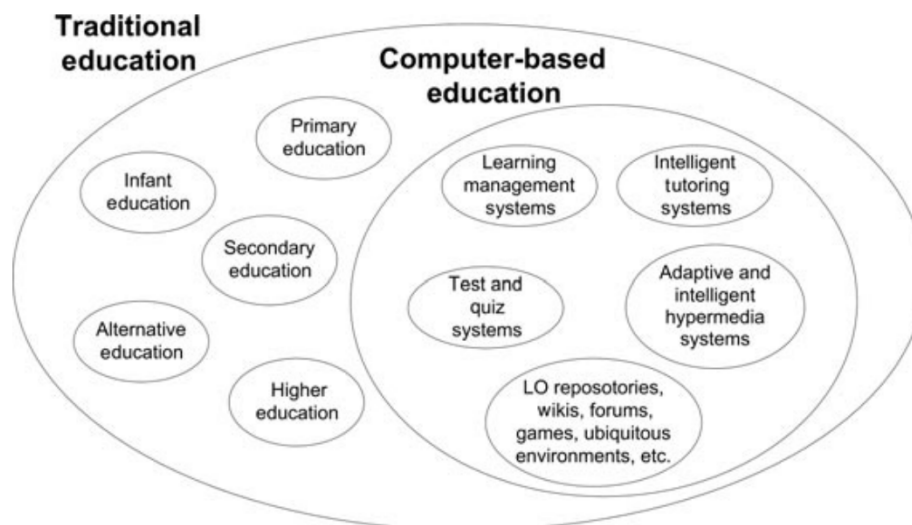 Traditional
education
Computer-based
education
Primary
education
Infant
education
Secondary
education
Alternative
education
Higher
education
Learning
management
systems
Intelligent
tutoring
systems
Test and
quiz
systems
Adaptive and
intelligent
hypermedia
systems
LO reposotories,
wikis, forums,
games, ubiquitous
environments, etc.